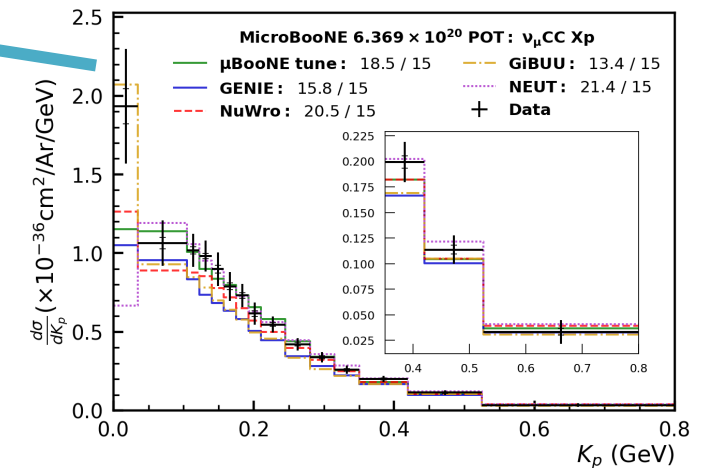 MicroBooNE 6.369 × 10²⁰ POT: νμCC Xp
μBooNE tune: 18.5 / 15
GENIE: 15.8 / 15
NuWro: 20.5 / 15
GiBUU: 13.4 / 15
NEUT: 21.4 / 15
Data
dσ/dKₚ (×10⁻³⁶cm²/Ar/GeV)
2.5
2.0
1.5
1.0
0.5
0.0
0.225
0.200
0.175
0.150
0.125
0.100
0.075
0.050
0.025
0.4 0.5 0.6 0.7 0.8
0.0 0.2 0.4 0.6 0.8
Kₚ (GeV)